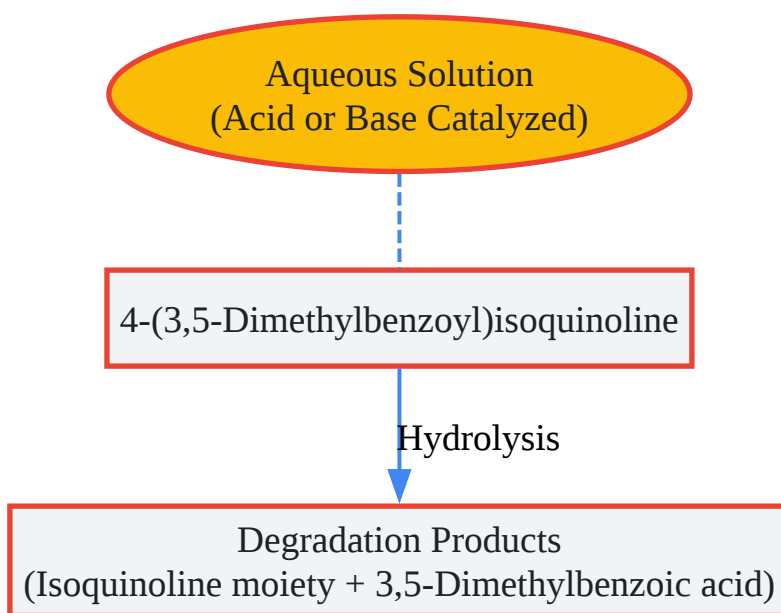 Aqueous Solution
(Acid or Base Catalyzed)
4-(3,5-Dimethylbenzoyl)isoquinoline
Hydrolysis
Degradation Products
(Isoquinoline moiety + 3,5-Dimethylbenzoic acid)